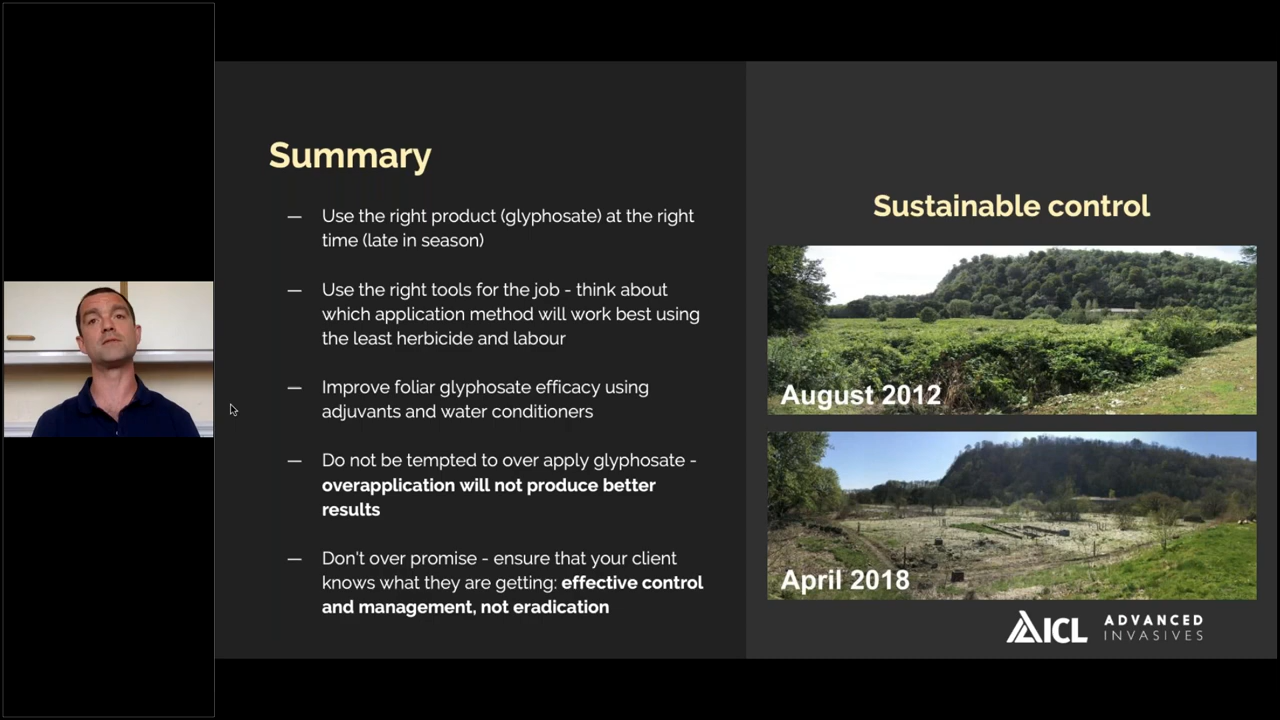 Summary
— Use the right product (glyphosate) at the right
time (late in season)
— Use the right tools for the job - think about
which application method will work best using
the least herbicide and labour
— Improve foliar glyphosate efficacy using
adjuvants and water conditioners
— Do not be tempted to over apply glyphosate -
overapplication will not produce better
results
— Don't over promise - ensure that your client
knows what they are getting: effective control
and management, not eradication
Sustainable control
August 2012
April 2018
ICL
ADVANCED
INVASIVES